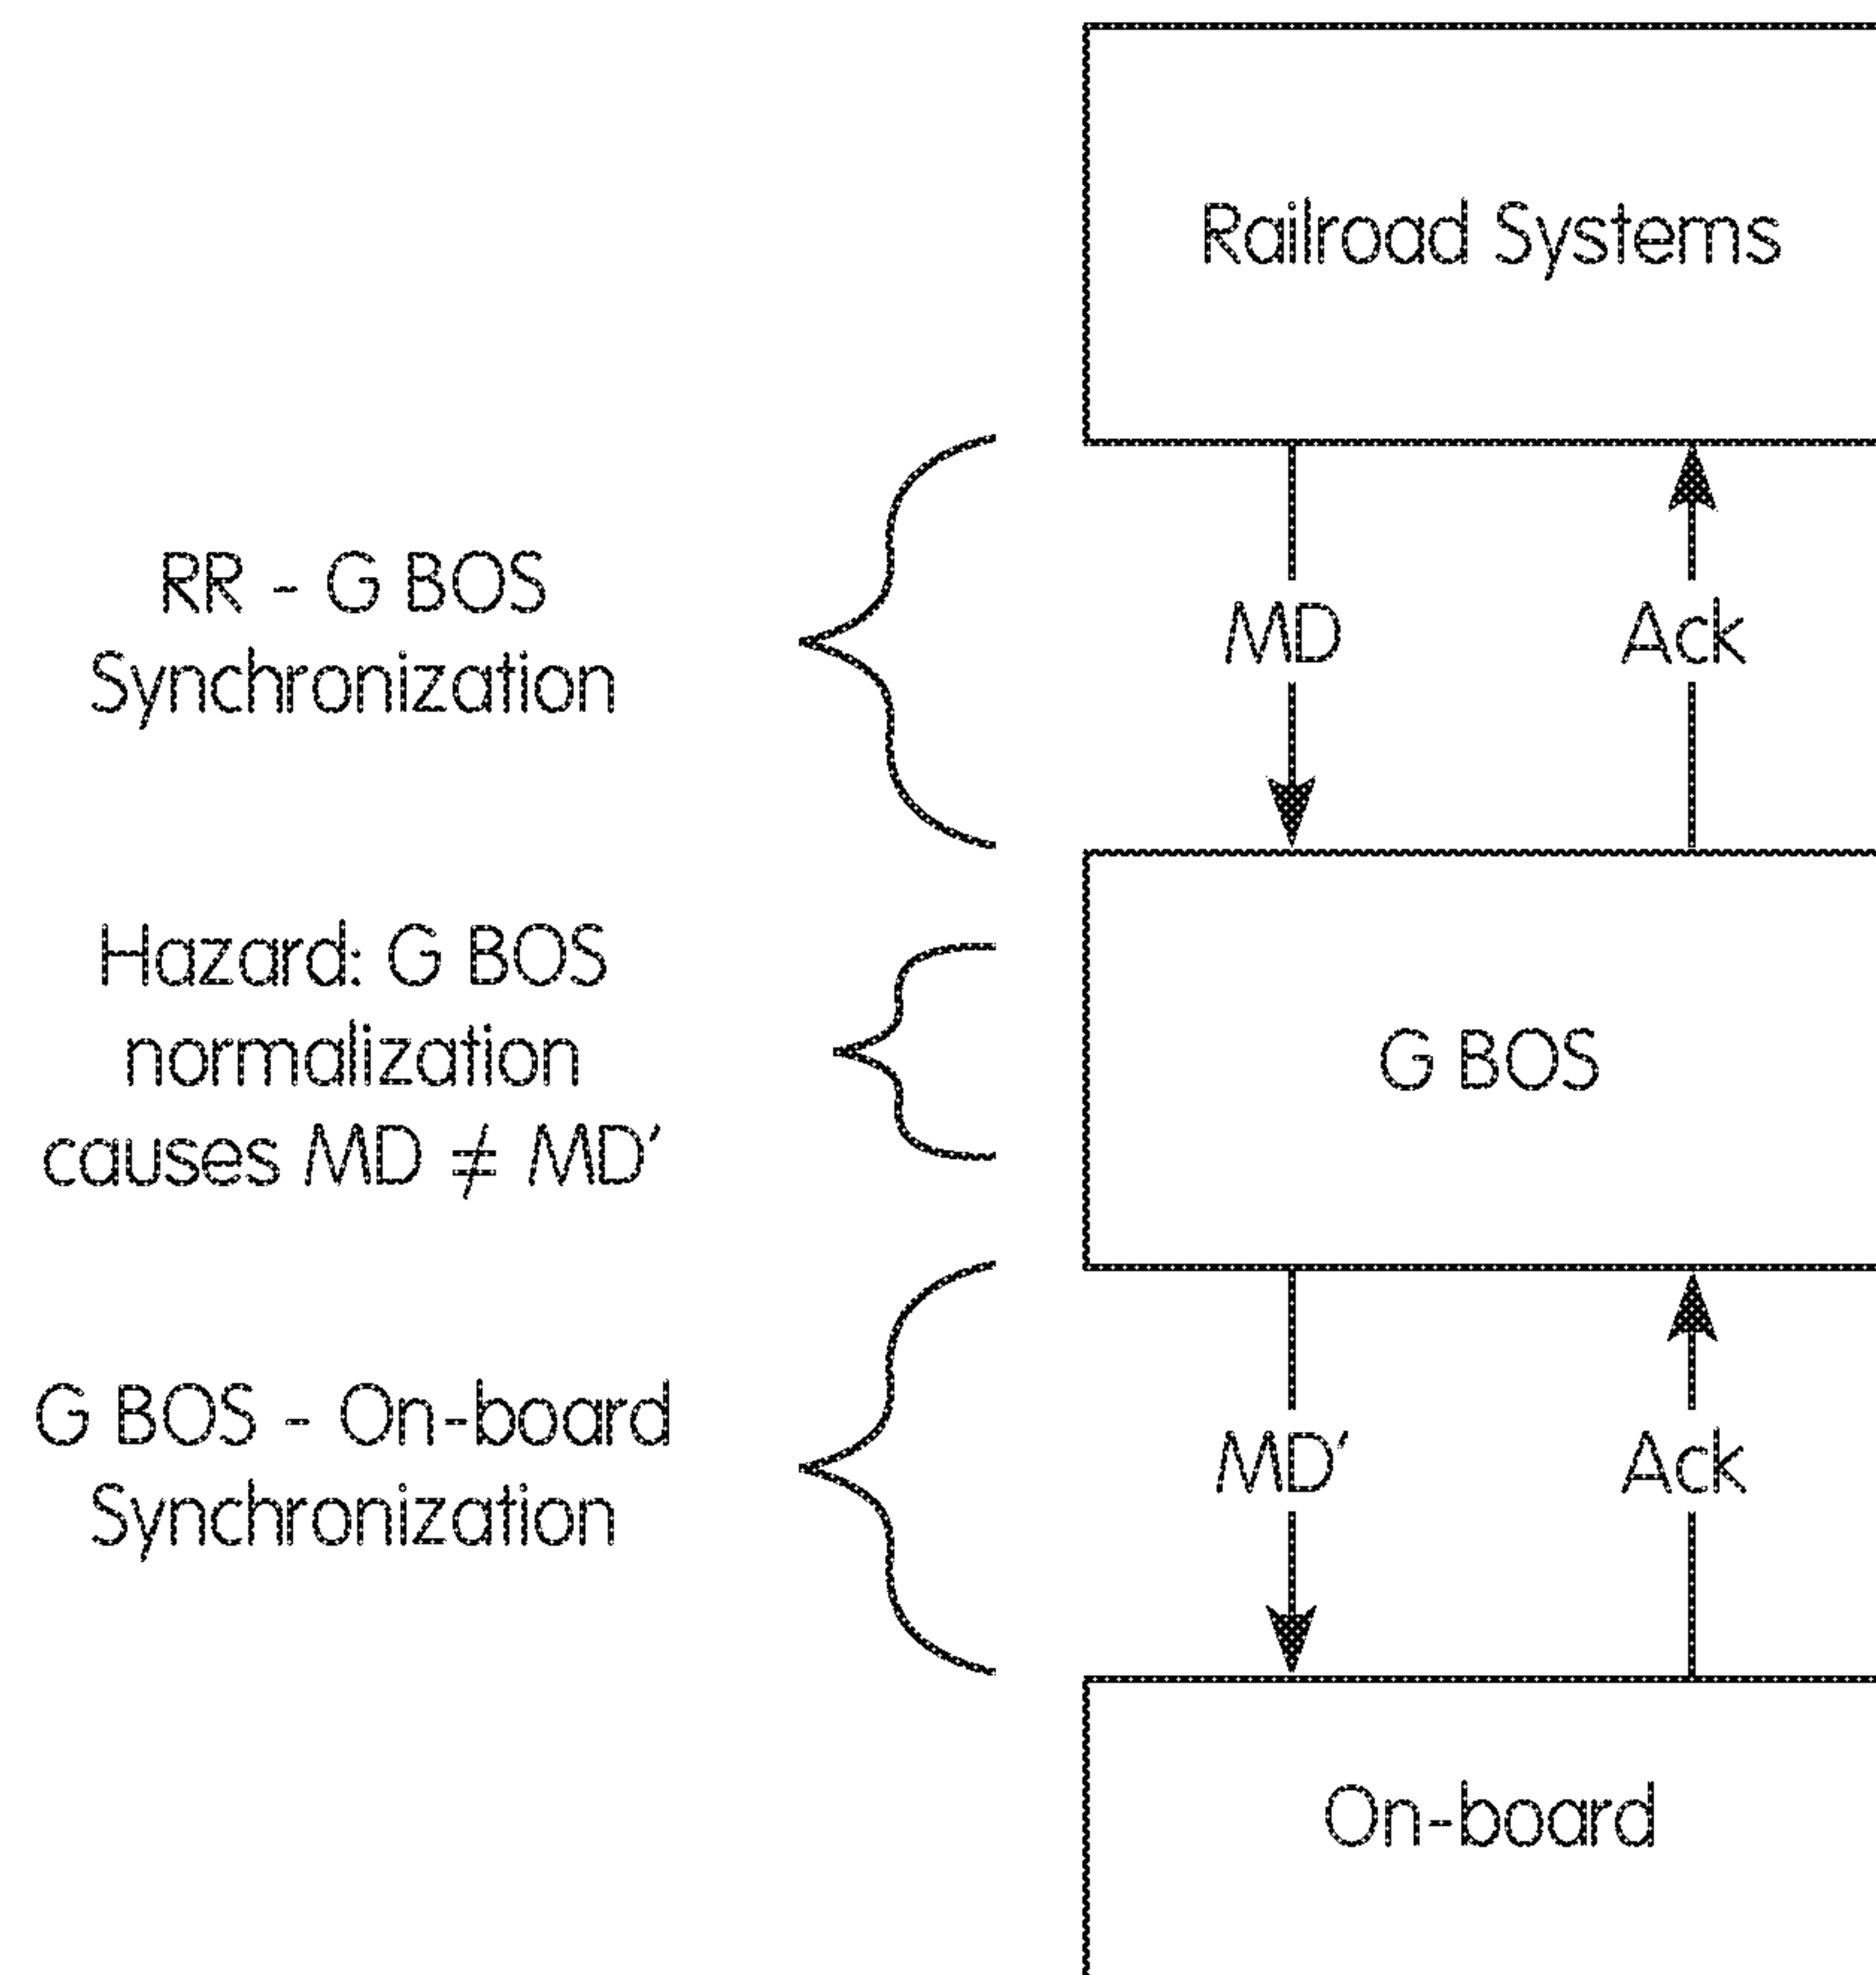 Railroad Systems
RR - G BOS
Synchronization
MD
Ack
Hazard: G BOS
normalization
causes MD ≠ MD'
G BOS
G BOS - On-board
Synchronization
MD'
Ack
On-board